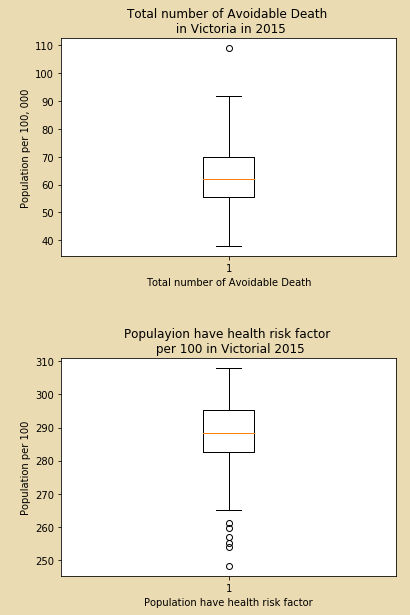 Total number of Avoidable Death
in Victoria in 2015
110
100
90
80
70
60
50
40
Population per 100, 000
1
Total number of Avoidable Death
Populayion have health risk factor
per 100 in Victorial 2015
310
300
290
280
270
260
250
Population per 100
1
Population have health risk factor